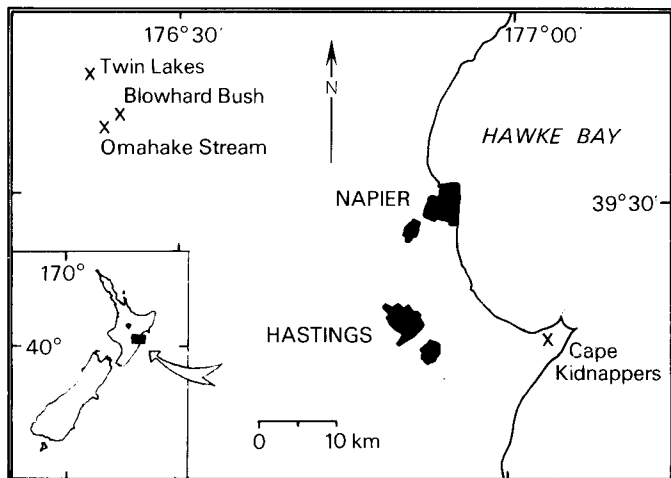 176°30'
177°00'
x Twin Lakes
Blowhard Bush
x
x
Omahake Stream
N
HAWKE BAY
NAPIER
39°30'
170°
40°
HASTINGS
x
Cape
Kidnappers
0 10 km